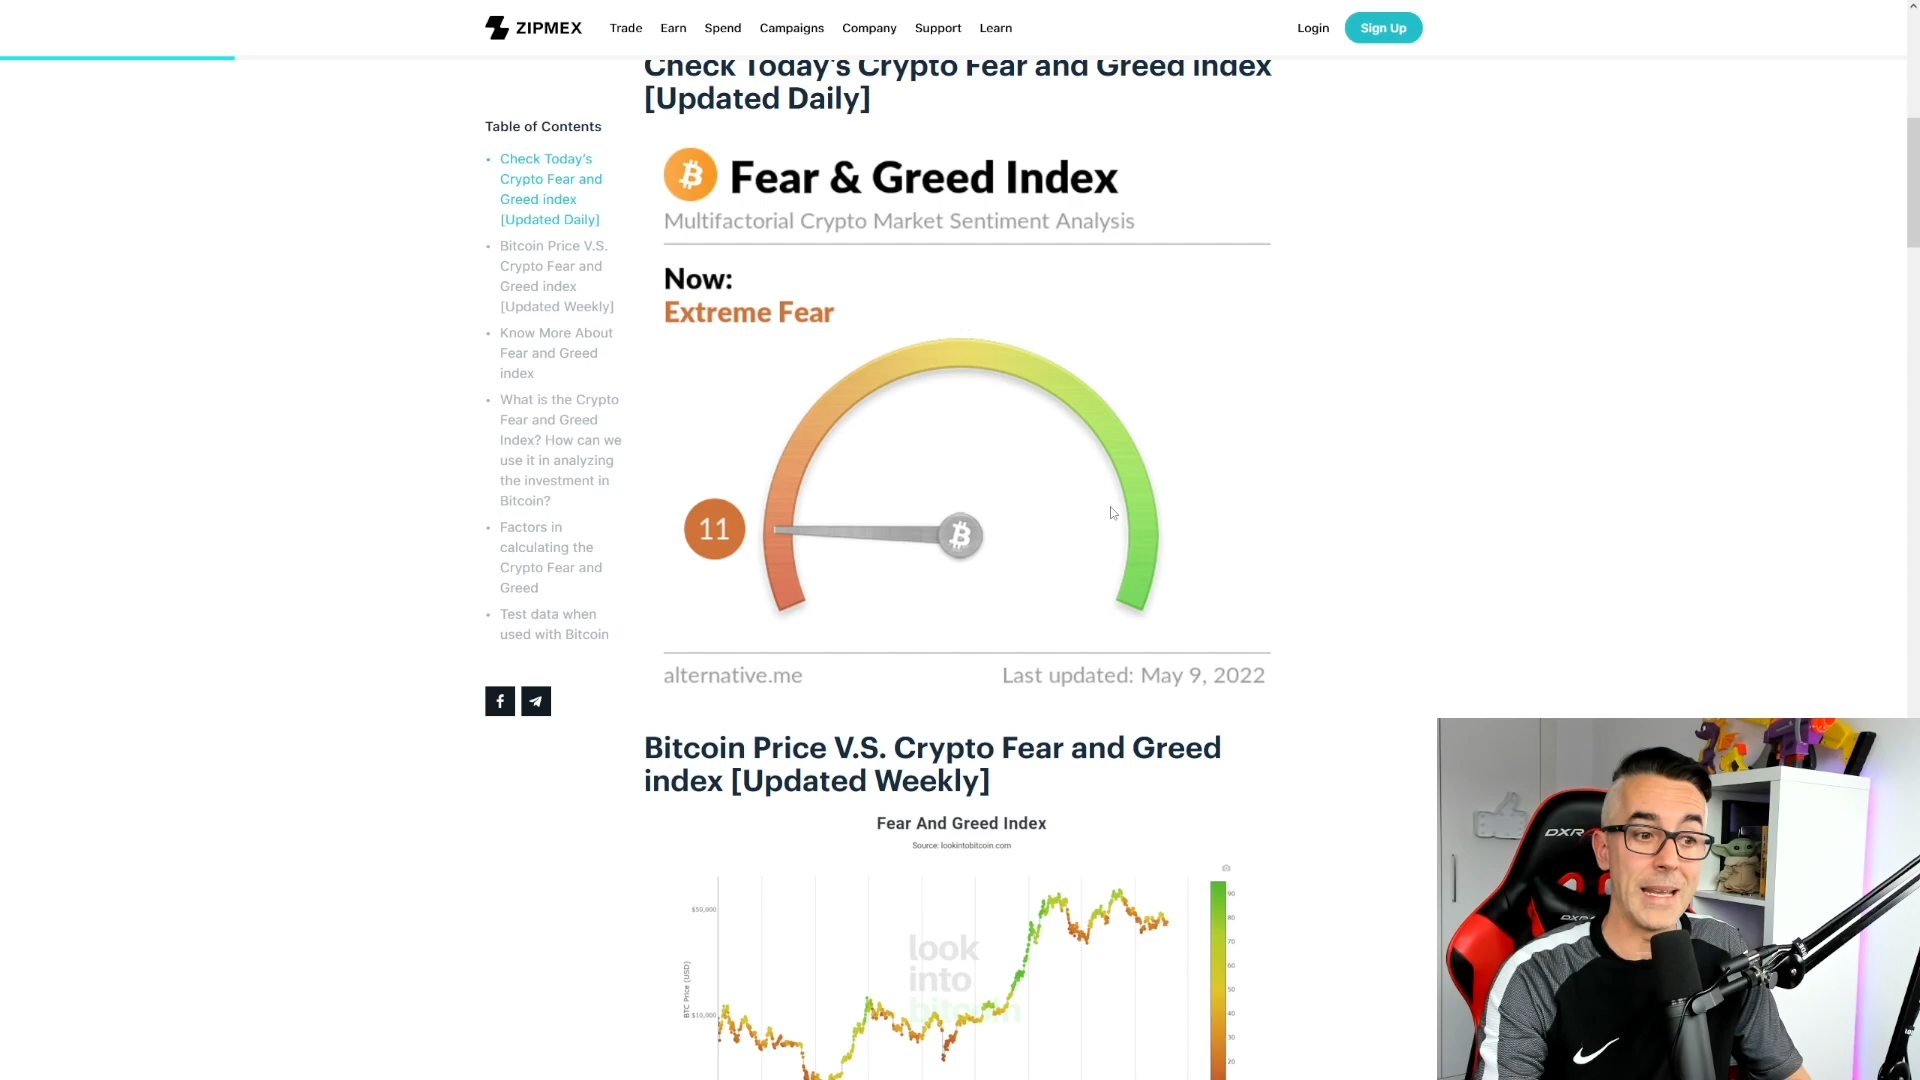 ZIPMEX
Trade
Earn
Spend
Campaigns
Company
Support
Learn
Login
Sign Up
Check Today's Crypto Fear and Greed index
[Updated Daily]
Table of Contents
Check Today's
Crypto Fear and
Greed index
[Updated Daily]
Bitcoin Price V.S.
Crypto Fear and
Greed index
[Updated Weekly]
Know More About
Fear and Greed
index
What is the Crypto
Fear and Greed
Index? How can we
use it in analyzing
the investment in
Bitcoin?
Factors in
calculating the
Crypto Fear and
Greed
Test data when
used with Bitcoin
Fear & Greed Index
Multifactorial Crypto Market Sentiment Analysis
Now:
Extreme Fear
11
alternative.me
Last updated: May 9, 2022
Bitcoin Price V.S. Crypto Fear and Greed
index [Updated Weekly]
Fear And Greed Index
Source: lookintobitcoin.com
look
into
bitcoin
BTC Price (USD)
$50,000
$10,000
90
80
70
60
50
40
30
20
DXR
DXR